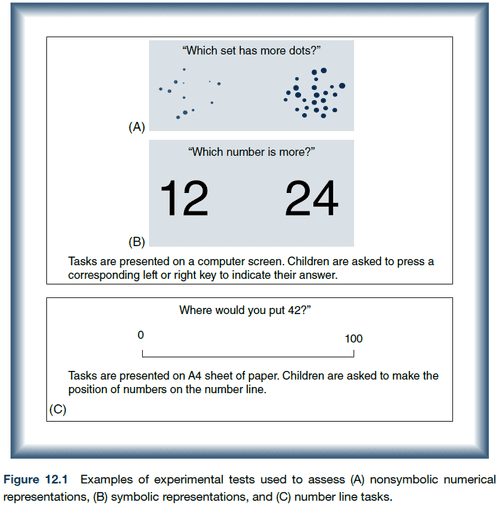 “Which set has more dots?”
(A)
“Which number is more?”
12 24
(B)
Tasks are presented on a computer screen. Children are asked to press a
corresponding left or right key to indicate their answer.
Where would you put 42?”
0 100
Tasks are presented on A4 sheet of paper. Children are asked to make the
position of numbers on the number line.
(C)
Figure 12.1 Examples of experimental tests used to assess (A) nonsymbolic numerical
representations, (B) symbolic representations, and (C) number line tasks.